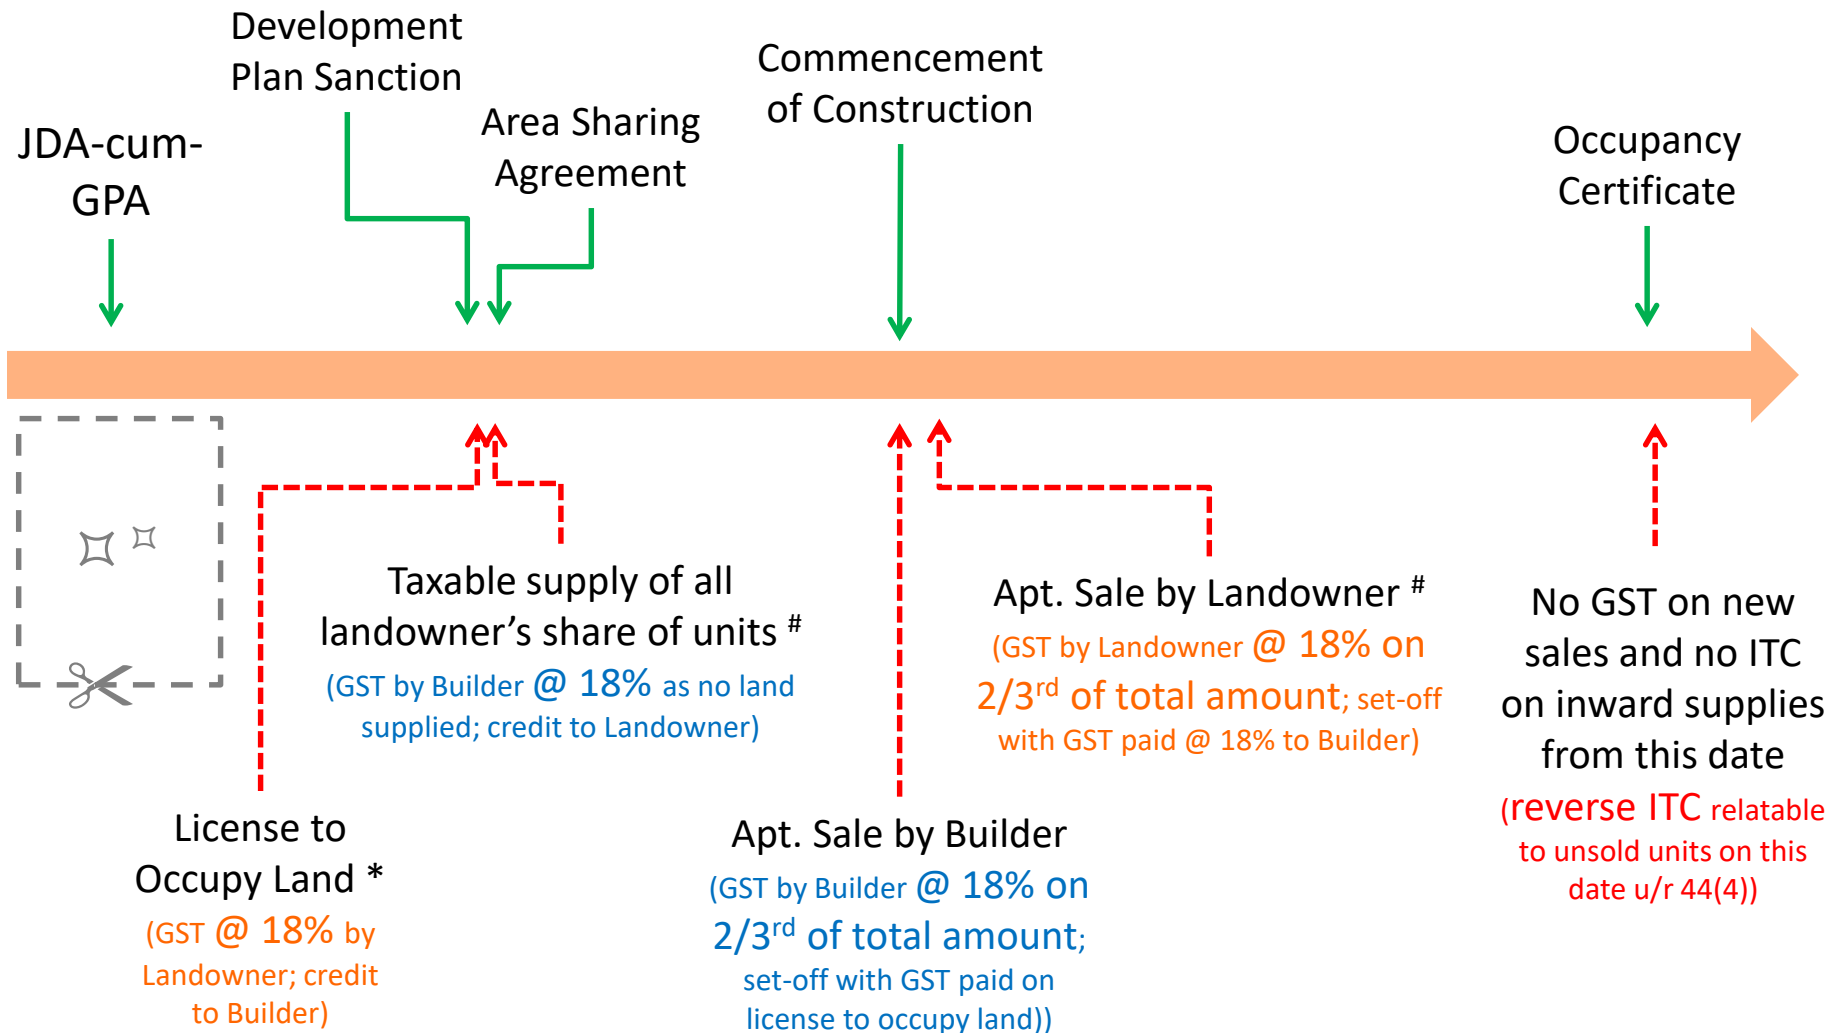 Development
Plan Sanction
Commencement
of Construction
Area Sharing
Agreement
JDA-cum-
GPA
Occupancy
Certificate
Taxable supply of all
landowner’s share of units #
(GST by Builder @ 18% as no land
supplied; credit to Landowner)
Apt. Sale by Landowner #
(GST by Landowner @ 18% on
2/3rd of total amount; set-off
with GST paid @ 18% to Builder)
No GST on new
sales and no ITC
on inward supplies
from this date
(reverse ITC relatable
to unsold units on this
date u/r 44(4))
License to
Occupy Land *
(GST @ 18% by
Landowner; credit
to Builder)
Apt. Sale by Builder
(GST by Builder @ 18% on
2/3rd of total amount;
set-off with GST paid on
license to occupy land))